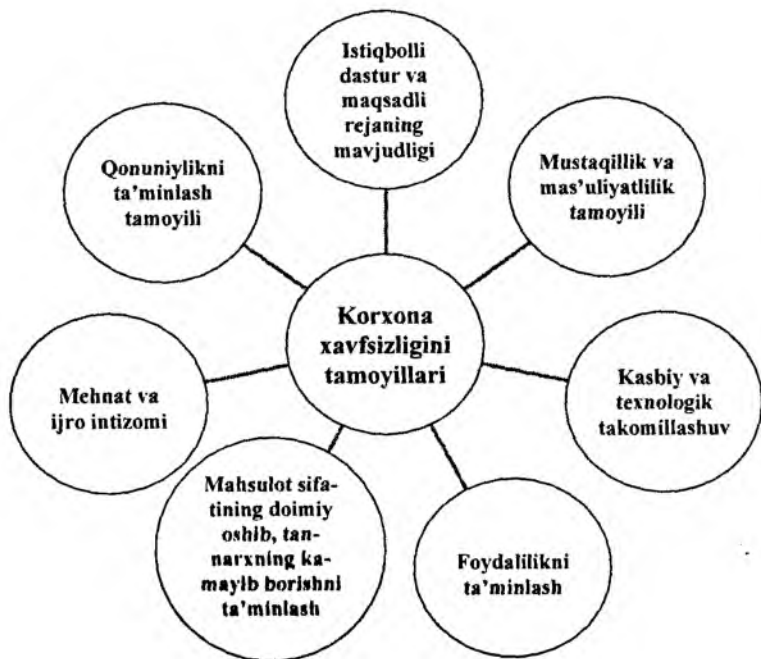 Istiqbolli
dastur va
maqsadli
rejaning
mavjudligi
Qonuniylikni
ta'minlash
tamoyili
Mustaqillik va
mas'uliyatlilik
tamoyili
Korxona
xavfsizligini
tamoyillari
Mehnat va
ijro intizomi
Kasbiy va
texnologik
takomillashuv
Mahsulot sifa-
tining doimiy
oshib, tan-
narxning ka-
mayib borishni
ta'minlash
Foydalilikni
ta'minlash